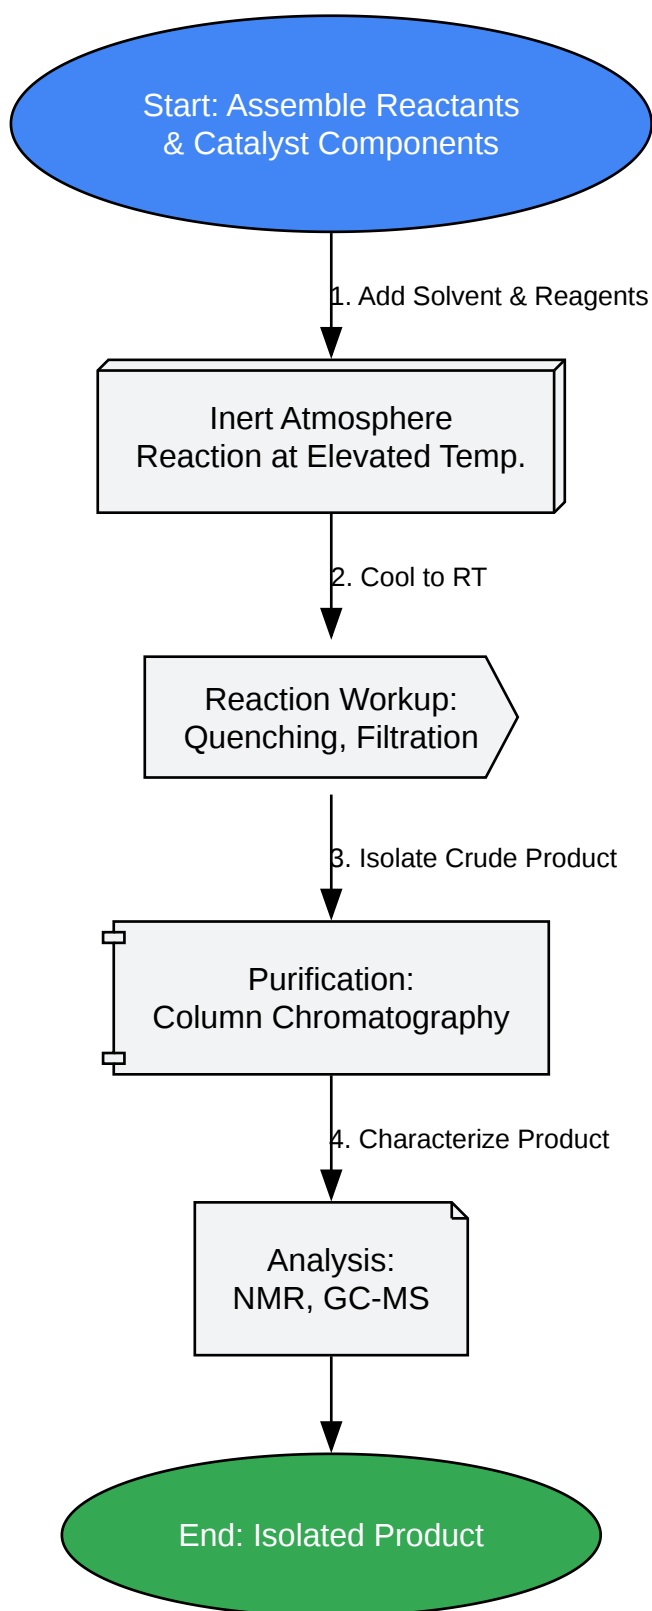 Start: Assemble Reactants
& Catalyst Components
1. Add Solvent & Reagents
Inert Atmosphere
Reaction at Elevated Temp.
2. Cool to RT
Reaction Workup:
Quenching, Filtration
3. Isolate Crude Product
Purification:
Column Chromatography
4. Characterize Product
Analysis:
NMR, GC-MS
End: Isolated Product